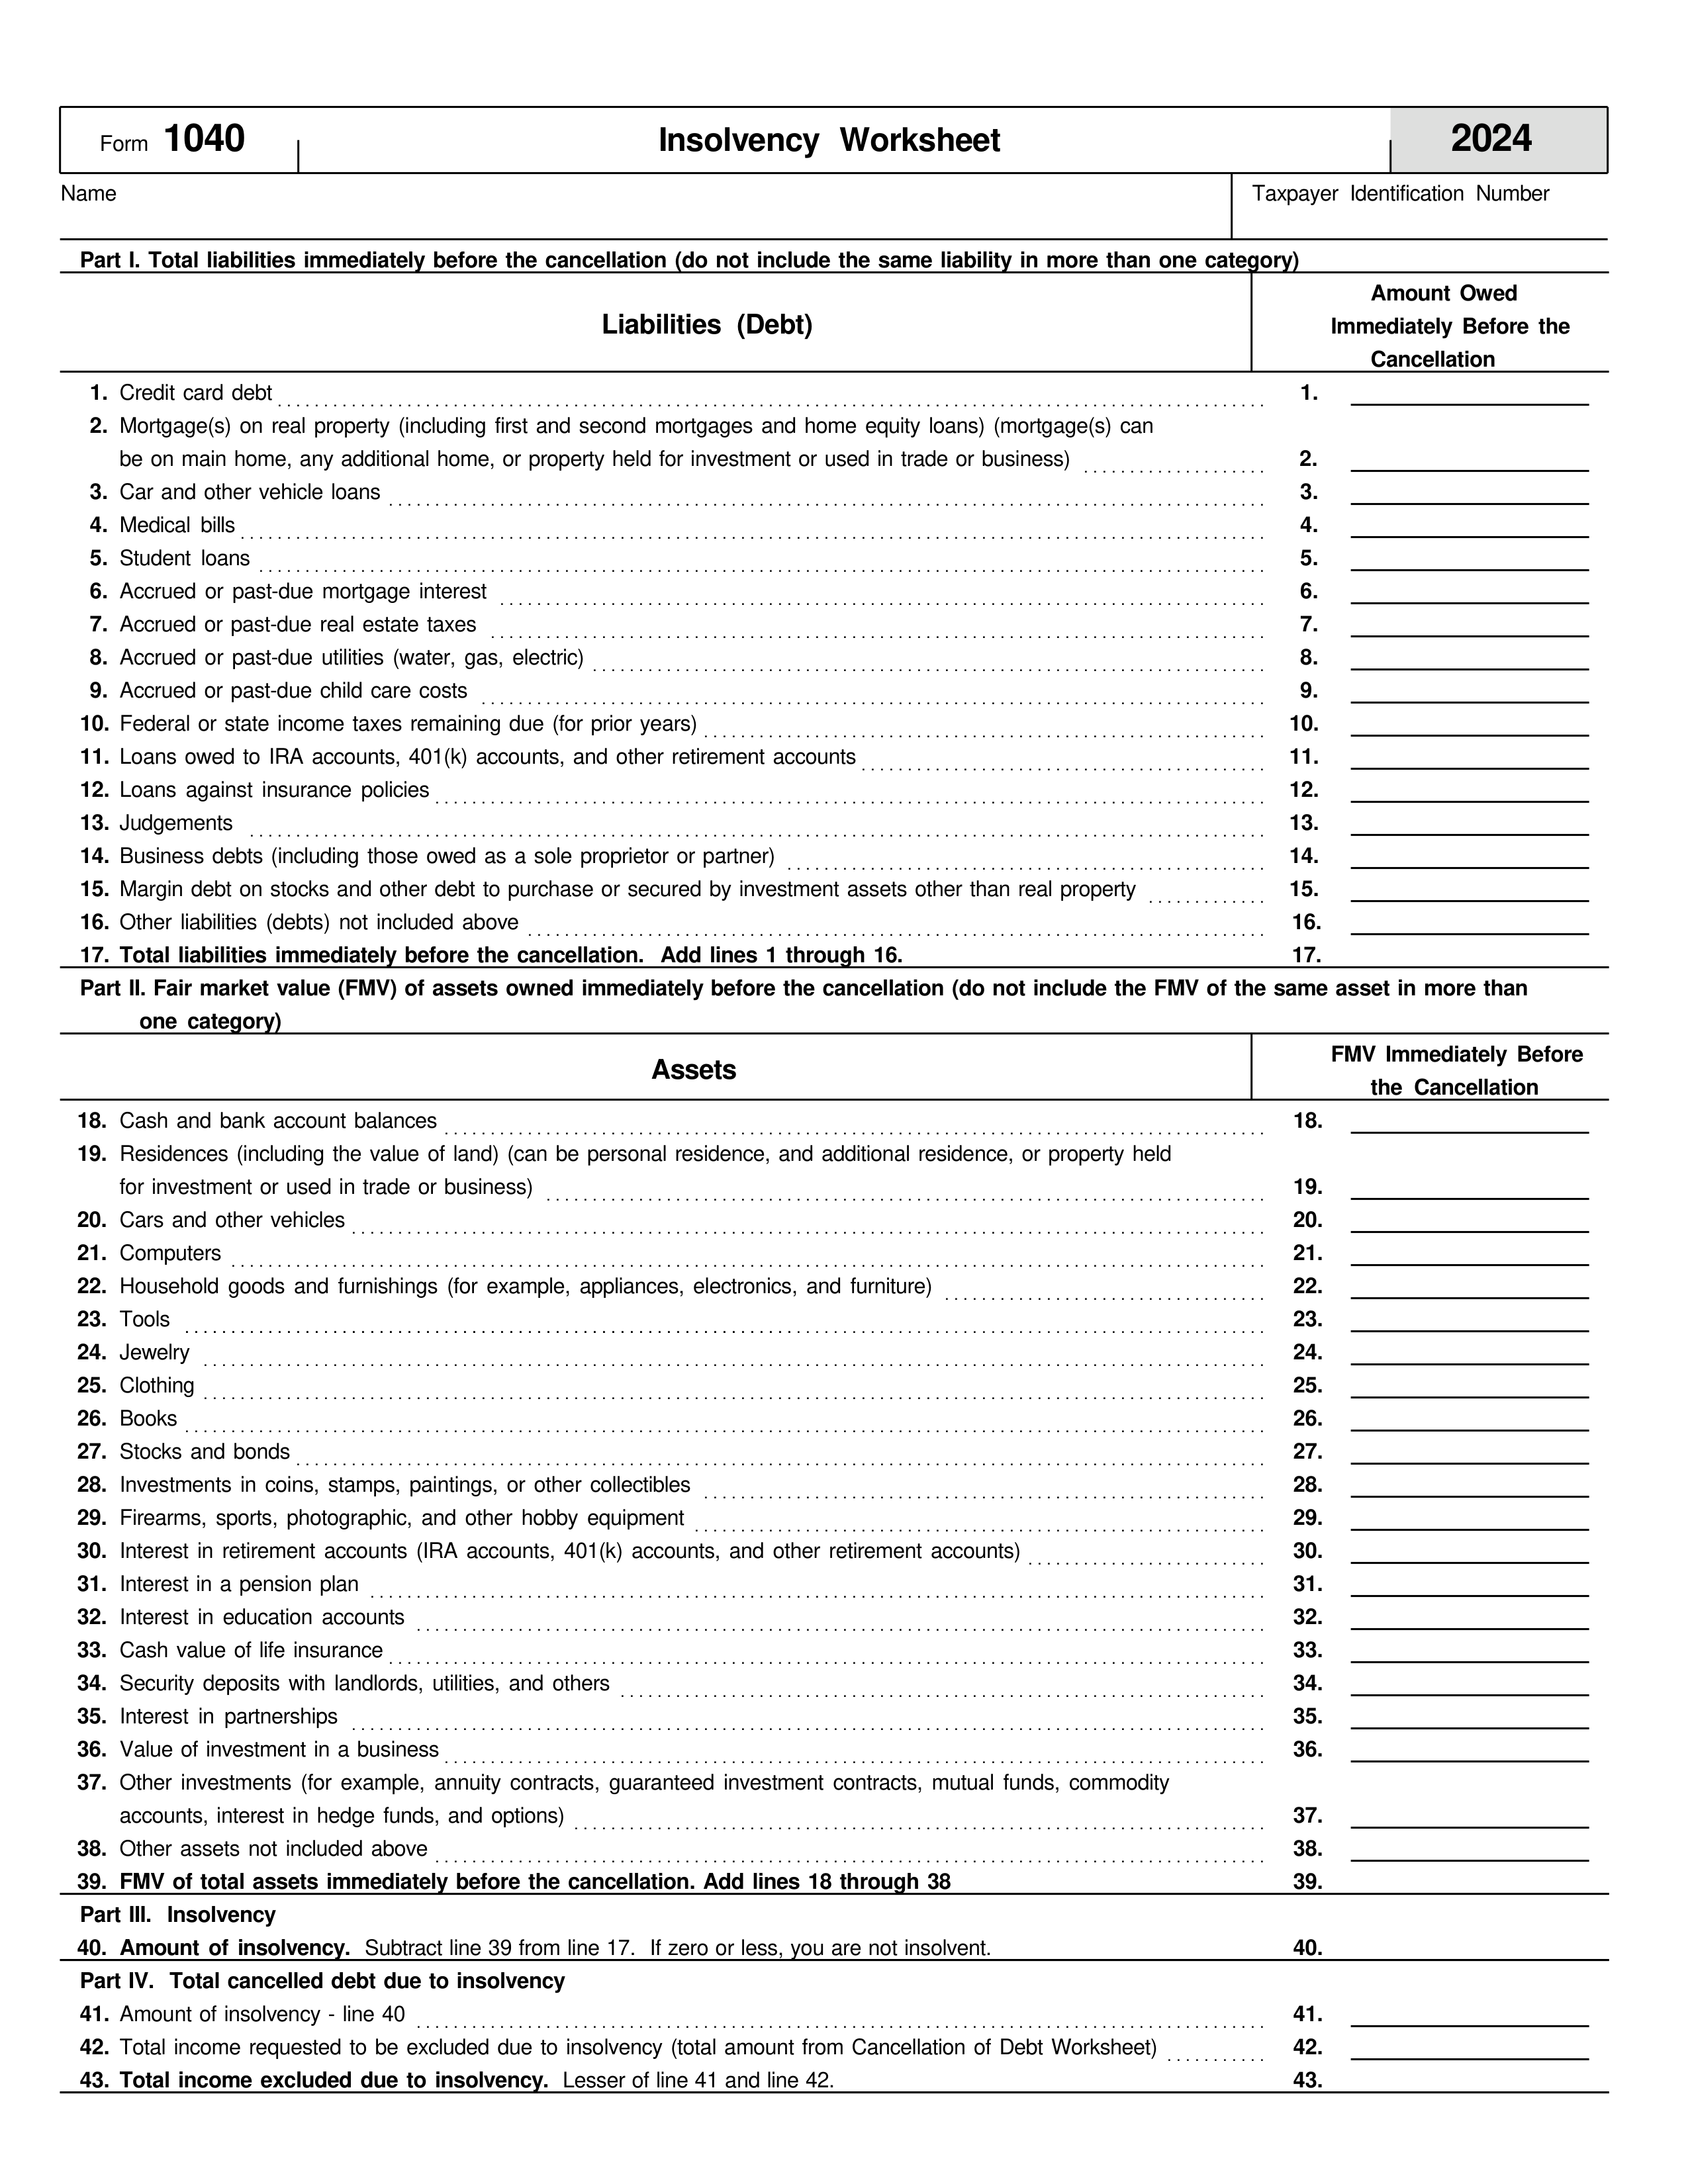 Form 1040 Insolvency Worksheet 2024
Name Taxpayer Identification Number
Part I. Total liabilities immediately before the cancellation (do not include the same liability in more than one category)
Liabilities (Debt)
Amount Owed
Immediately Before the
Cancellation
1. Credit card debt 1.
2. Mortgage(s) on real property (including first and second mortgages and home equity loans) (mortgage(s) can
be on main home, any additional home, or property held for investment or used in trade or business) 2.
3. Car and other vehicle loans 3.
4. Medical bills 4.
5. Student loans 5.
6. Accrued or past-due mortgage interest 6.
7. Accrued or past-due real estate taxes 7.
8. Accrued or past-due utilities (water, gas, electric) 8.
9. Accrued or past-due child care costs 9.
10. Federal or state income taxes remaining due (for prior years) 10.
11. Loans owed to IRA accounts, 401(k) accounts, and other retirement accounts 11.
12. Loans against insurance policies 12.
13. Judgements 13.
14. Business debts (including those owed as a sole proprietor or partner) 14.
15. Margin debt on stocks and other debt to purchase or secured by investment assets other than real property 15.
16. Other liabilities (debts) not included above 16.
17. Total liabilities immediately before the cancellation. Add lines 1 through 16. 17.
Part II. Fair market value (FMV) of assets owned immediately before the cancellation (do not include the FMV of the same asset in more than
one category)
Assets
FMV Immediately Before
the Cancellation
18. Cash and bank account balances 18.
19. Residences (including the value of land) (can be personal residence, and additional residence, or property held
for investment or used in trade or business) 19.
20. Cars and other vehicles 20.
21. Computers 21.
22. Household goods and furnishings (for example, appliances, electronics, and furniture) 22.
23. Tools 23.
24. Jewelry 24.
25. Clothing 25.
26. Books 26.
27. Stocks and bonds 27.
28. Investments in coins, stamps, paintings, or other collectibles 28.
29. Firearms, sports, photographic, and other hobby equipment 29.
30. Interest in retirement accounts (IRA accounts, 401(k) accounts, and other retirement accounts) 30.
31. Interest in a pension plan 31.
32. Interest in education accounts 32.
33. Cash value of life insurance 33.
34. Security deposits with landlords, utilities, and others 34.
35. Interest in partnerships 35.
36. Value of investment in a business 36.
37. Other investments (for example, annuity contracts, guaranteed investment contracts, mutual funds, commodity
accounts, interest in hedge funds, and options) 37.
38. Other assets not included above 38.
39. FMV of total assets immediately before the cancellation. Add lines 18 through 38 39.
Part III. Insolvency
40. Amount of insolvency. Subtract line 39 from line 17. If zero or less, you are not insolvent. 40.
Part IV. Total cancelled debt due to insolvency
41. Amount of insolvency - line 40 41.
42. Total income requested to be excluded due to insolvency (total amount from Cancellation of Debt Worksheet) 42.
43. Total income excluded due to insolvency. Lesser of line 41 and line 42. 43.